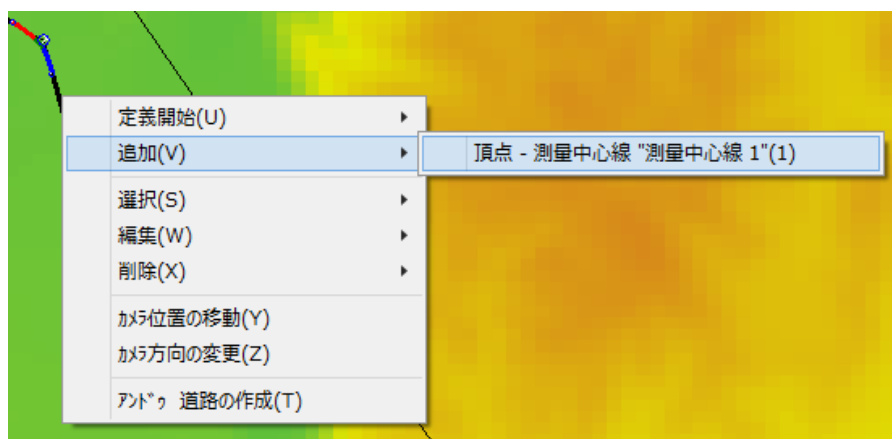 定義開始(U)
追加(V)
頂点 - 測量中心線 "測量中心線 1"(1)
選択(S)
編集(W)
削除(X)
ｶﾒﾗ位置の移動(Y)
ｶﾒﾗ方向の変更(Z)
ｱﾝﾄﾞｩ 道路の作成(T)